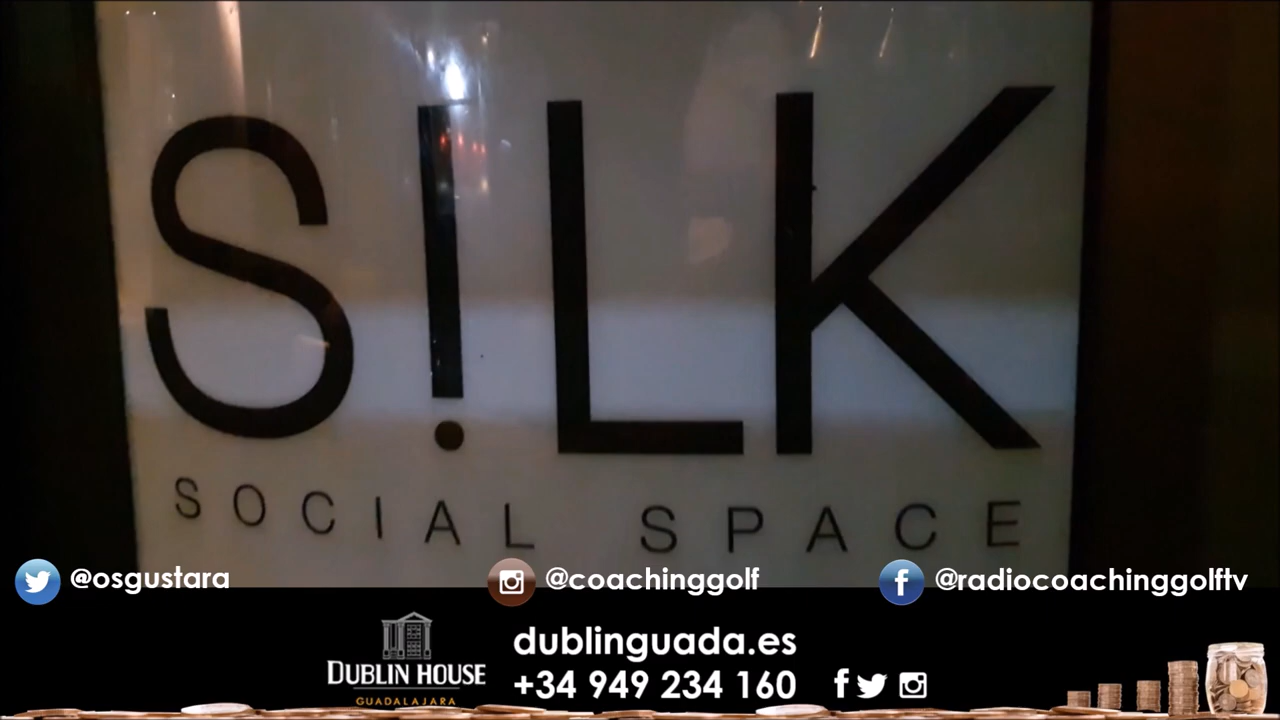 S!LK
SOCIAL SPACE
@osgustara
@coachinggolf
@radiocoachinggolftv
DUBLIN HOUSE
GUADALAJARA
dublinguada.es
+34 949 234 160